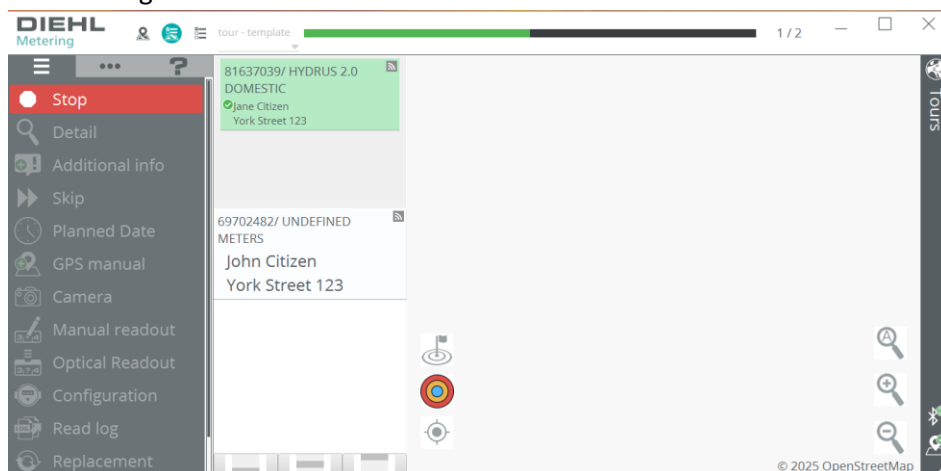 DIEHL
Metering
tour - template
1 / 2
?
Stop
Detail
Additional info
Skip
Planned Date
GPS manual
Camera
Manual readout
Optical Readout
Configuration
Read log
Replacement
81637039/ HYDRUS 2.0
DOMESTIC
Jane Citizen
York Street 123
69702482/ UNDEFINED
METERS
John Citizen
York Street 123
Tours
A
© 2025 OpenStreetMap